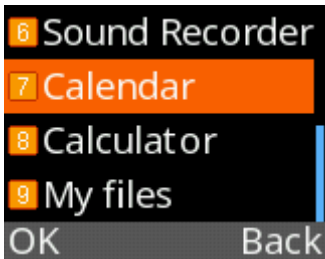 6 Sound Recorder
7 Calendar
8 Calculator
9 My files
OK Back